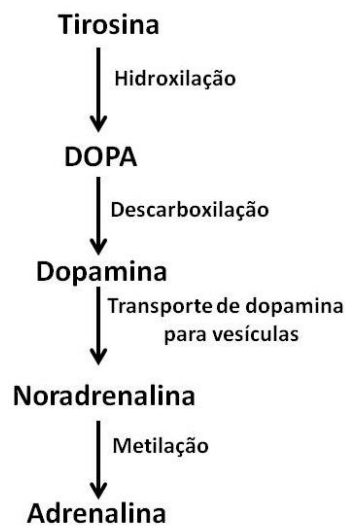 Tirosina
Hidroxilação
DOPA
Descarboxilação
Dopamina
Transporte de dopamina
para vesículas
Noradrenalina
Metilação
Adrenalina